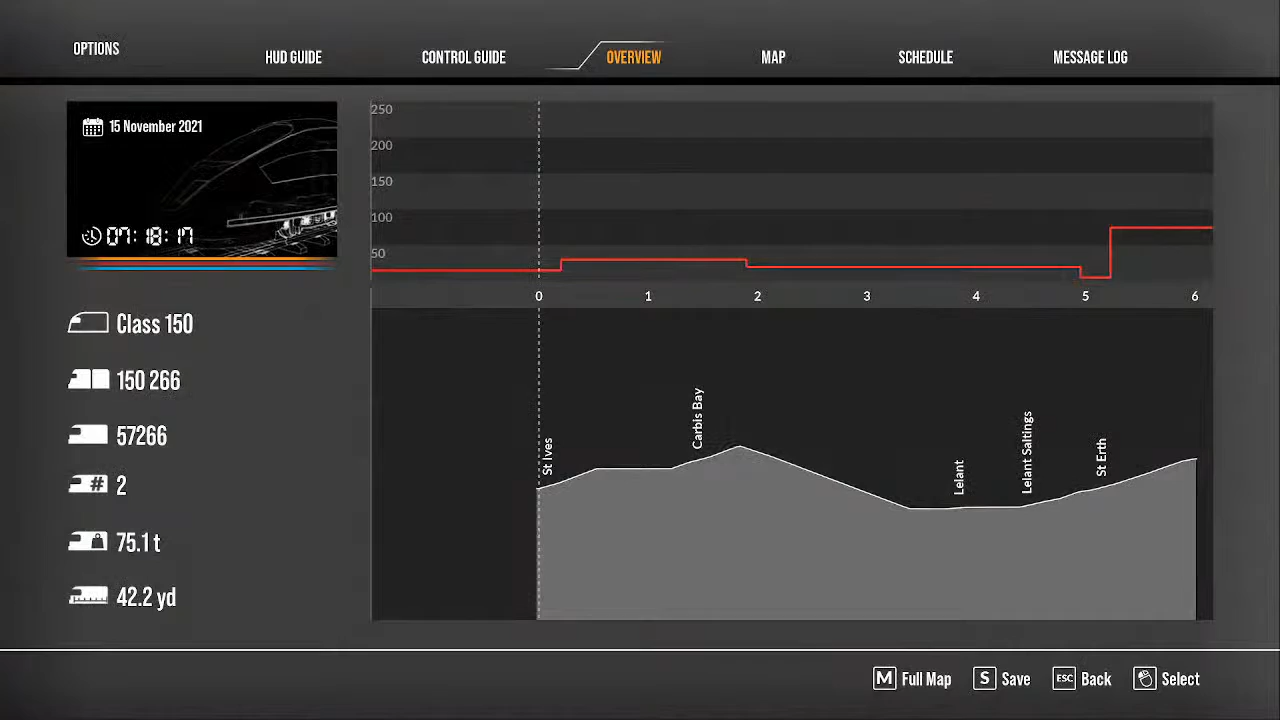 OPTIONS
HUD GUIDE
CONTROL GUIDE
OVERVIEW
MAP
SCHEDULE
MESSAGE LOG
15 November 2021
07:18:17
Class 150
150 266
57266
# 2
75.1 t
42.2 yd
250
200
150
100
50
0 1 2 3 4 5 6
St Ives
Carbis Bay
Lelant
Lelant Saltings
St Erth
M Full Map
S Save
ESC Back
Select